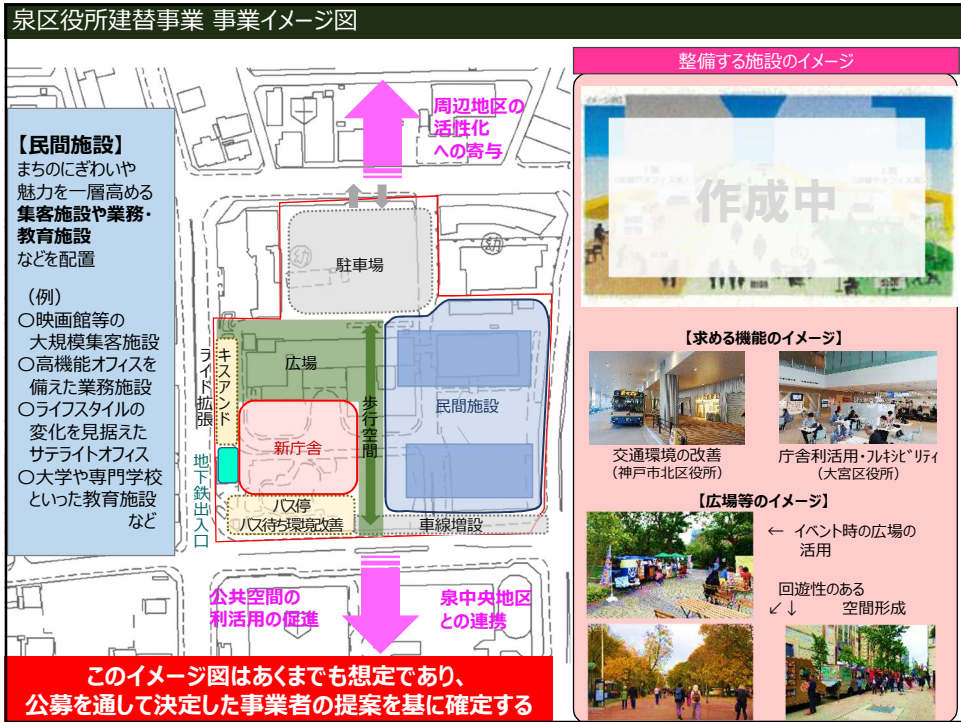 泉区役所建替事業 事業イメージ図
【民間施設】
まちのにぎわいや
魅力を一層高める
集客施設や業務・
教育施設
などを配置
(例)
○映画館等の
大規模集客施設
○高機能オフィスを
備えた業務施設
○ライフスタイルの
変化を見据えた
サテライトオフィス
○大学や専門学校
といった教育施設
など
周辺地区の
活性化
への寄与
駐車場
幼
幼
キスアンド
ライド拡張
広場
歩行空間
民間施設
新庁舎
地下鉄出入口
バス停
バス待ち環境改善
車線増設
公共空間の
利活用の促進
泉中央地区
との連携
このイメージ図はあくまでも想定であり、
公募を通して決定した事業者の提案を基に確定する
整備する施設のイメージ
作成中
【求める機能のイメージ】
交通環境の改善
(神戸市北区役所)
庁舎利活用・フレキシビリティ
(大宮区役所)
【広場等のイメージ】
← イベント時の広場の
活用
回遊性のある
↙↓ 空間形成